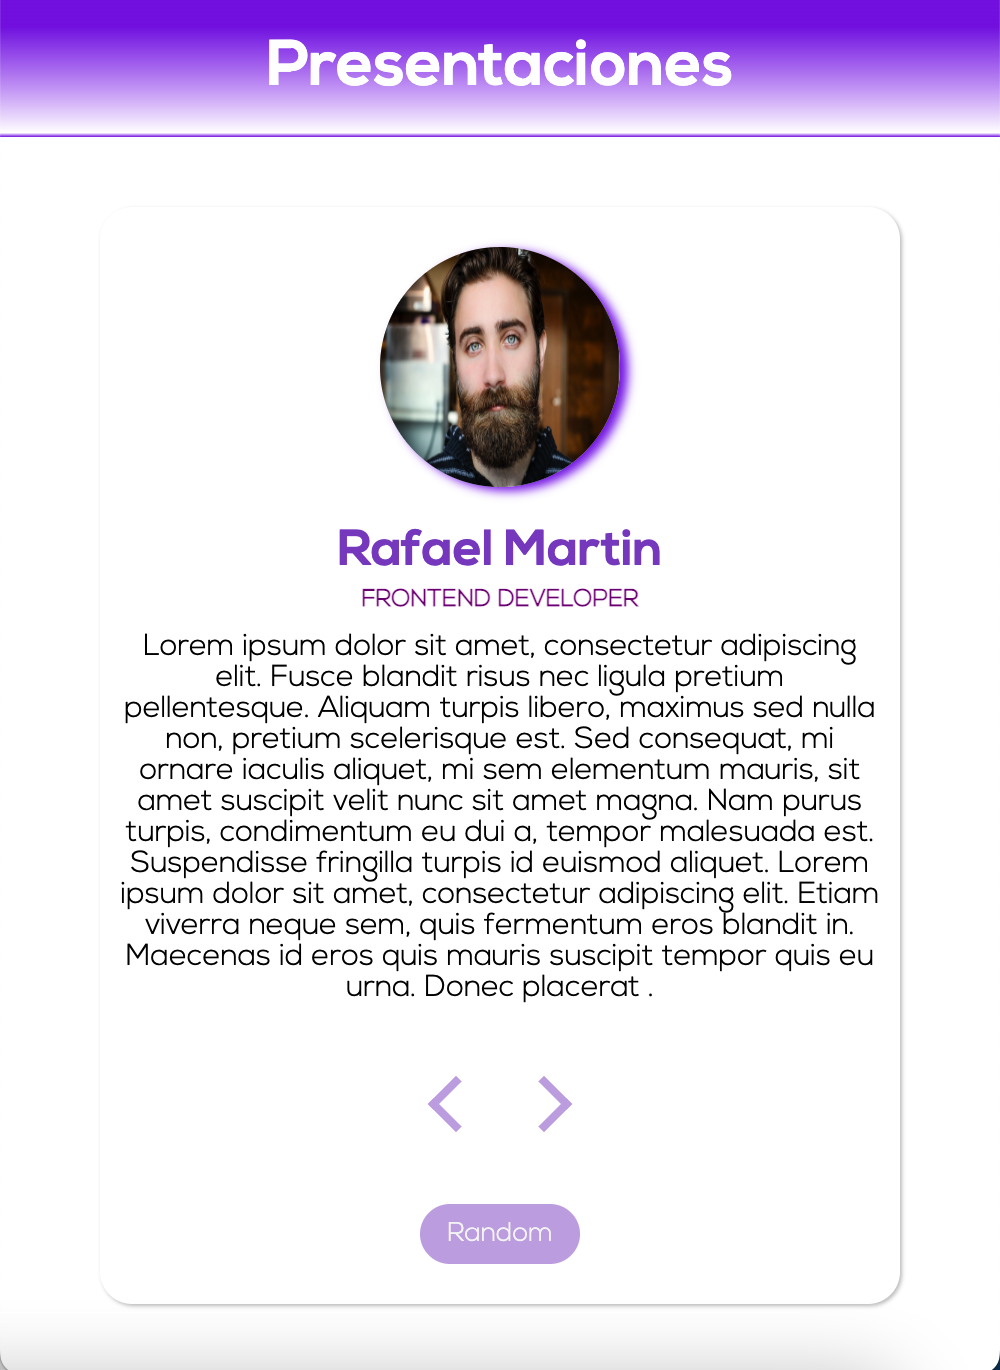 Presentaciones
Rafael Martin
FRONTEND DEVELOPER
Lorem ipsum dolor sit amet, consectetur adipiscing
elit. Fusce blandit risus nec ligula pretium
pellentesque. Aliquam turpis libero, maximus sed nulla
non, pretium scelerisque est. Sed consequat, mi
ornare iaculis aliquet, mi sem elementum mauris, sit
amet suscipit velit nunc sit amet magna. Nam purus
turpis, condimentum eu dui a, tempor malesuada est.
Suspendisse fringilla turpis id euismod aliquet. Lorem
ipsum dolor sit amet, consectetur adipiscing elit. Etiam
viverra neque sem, quis fermentum eros blandit in.
Maecenas id eros quis mauris suscipit tempor quis eu
urna. Donec placerat .
Random